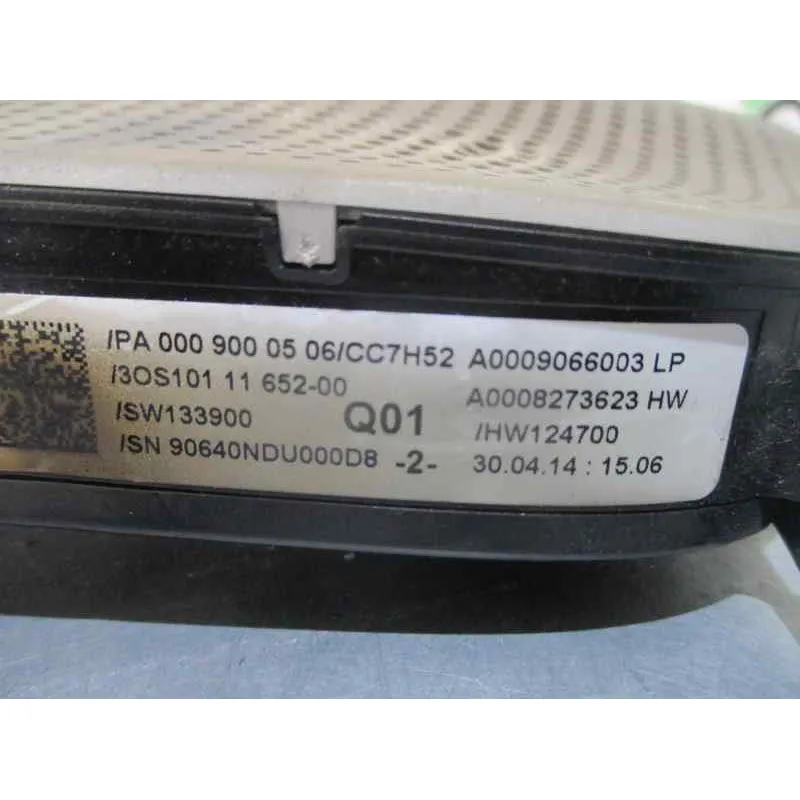 /PA 000 900 05 06/CC7H52 A0009066003 LP
/3OS101 11 652-00 A0008273623 HW
/SW133900 Q01 /HW124700
/SN 90640NDU000D8 -2- 30.04.14 : 15.06